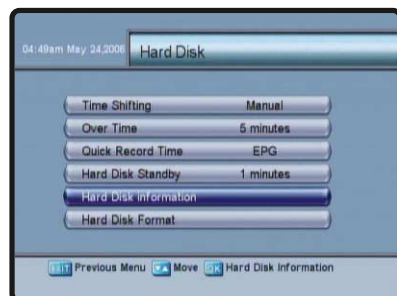 04:49am May 24,2006 Hard Disk
Time Shifting Manual
Over Time 5 minutes
Quick Record Time EPG
Hard Disk Standby 1 minutes
Hard Disk Information
Hard Disk Format
EXIT Previous Menu Move OK Hard Disk Information